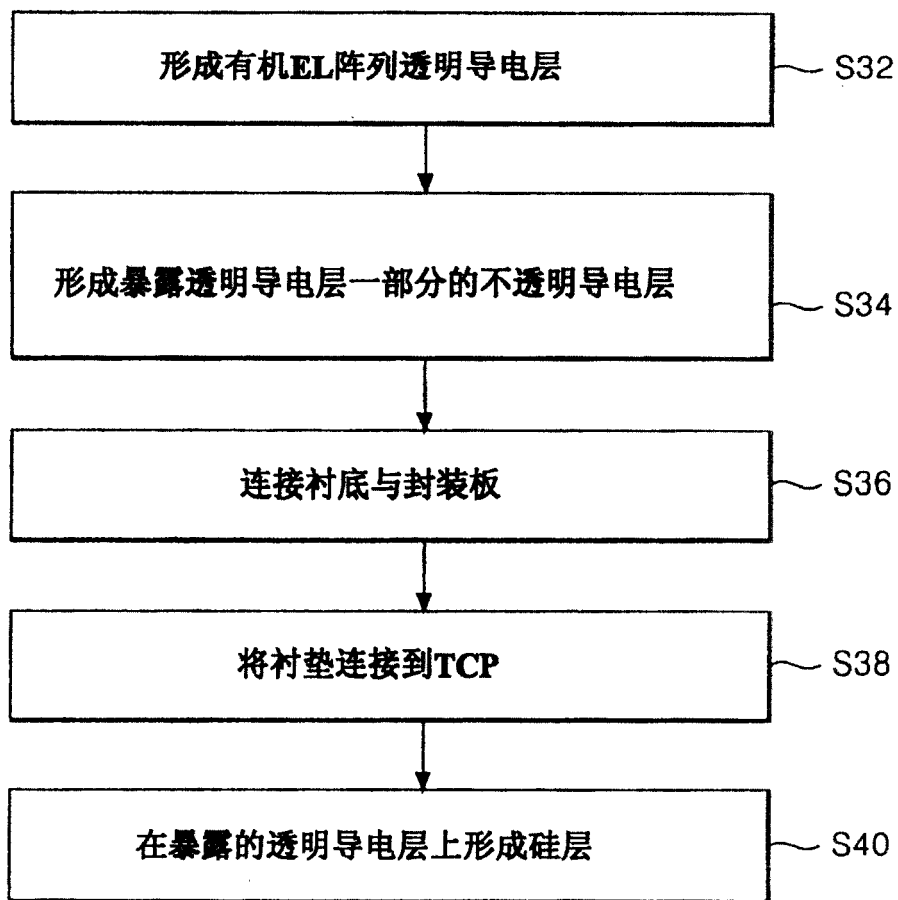 形成有机EL阵列透明导电层
S32
形成暴露透明导电层一部分的不透明导电层
S34
连接衬底与封装板
S36
将衬垫连接到TCP
S38
在暴露的透明导电层上形成硅层
S40